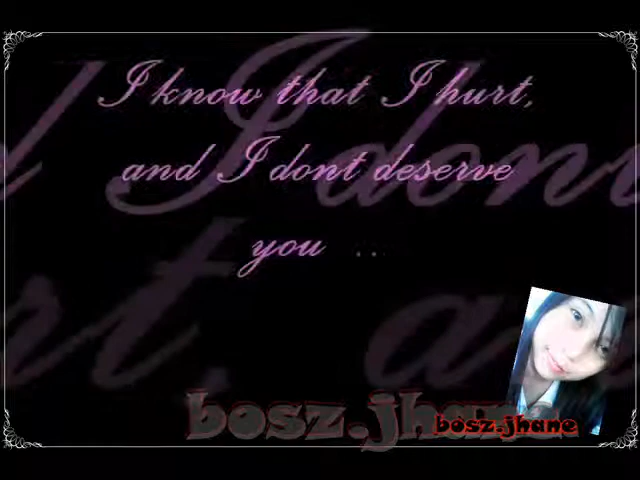 I know that I hurt,
and I dont deserve
you ..
bosz.jhane
bosz.jhane